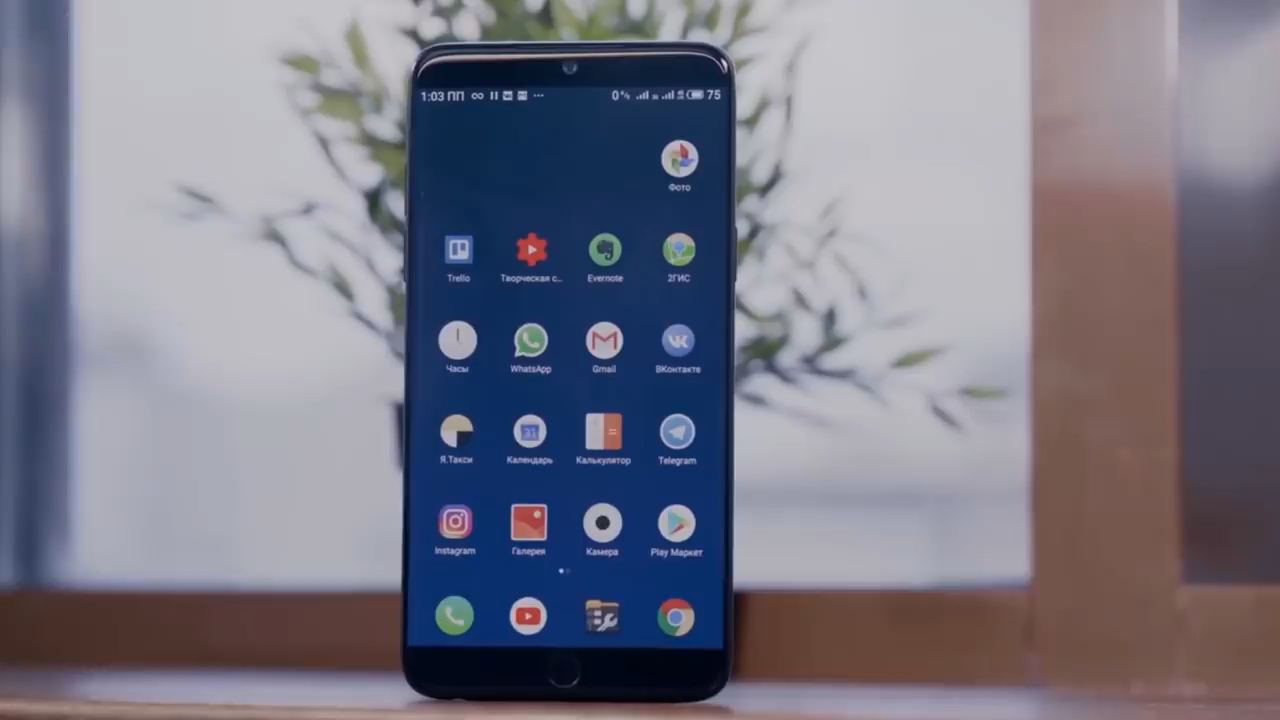 1:03 ПП 75
Фото
Trello Творческая с... Evernote 2ГИС
Часы WhatsApp Gmail ВКонтакте
Я.Такси 31 Календарь Калькулятор Telegram
Instagram Галерея Камера Play Маркет